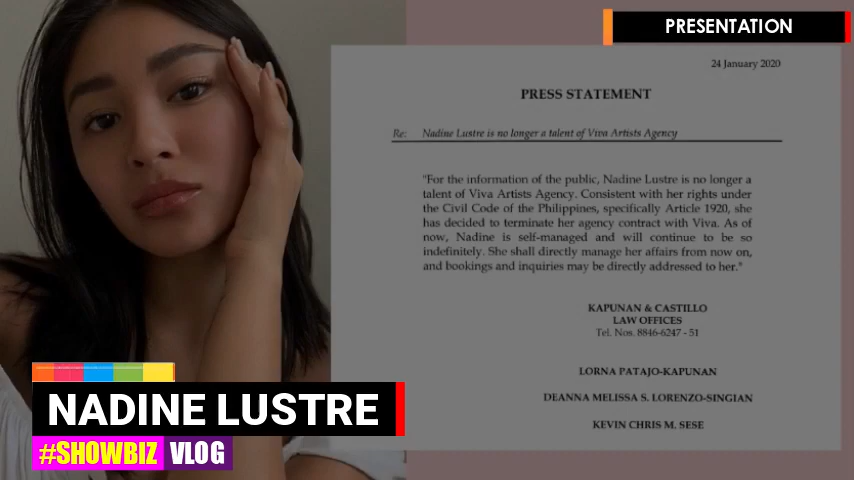 PRESENTATION
24 January 2020
PRESS STATEMENT
Re: Nadine Lustre is no longer a talent of Viva Artists Agency
"For the information of the public, Nadine Lustre is no longer a
talent of Viva Artists Agency. Consistent with her rights under
the Civil Code of the Philippines, specifically Article 1920, she
has decided to terminate her agency contract with Viva. As of
now, Nadine is self-managed and will continue to be so
indefinitely. She shall directly manage her affairs from now on,
and bookings and inquiries may be directly addressed to her."
KAPUNAN & CASTILLO
LAW OFFICES
Tel. Nos. 8846-6247 - 51
LORNA PATAJO-KAPUNAN
DEANNA MELISSA S. LORENZO-SINGIAN
KEVIN CHRIS M. SESE
NADINE LUSTRE
#SHOWBIZ VLOG